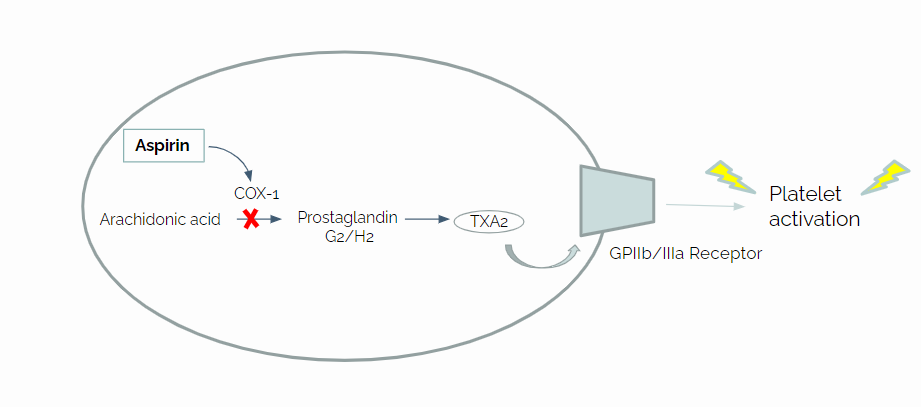 Aspirin
COX-1
Arachidonic acid
Prostaglandin
G2/H2
TXA2
GPIIb/IIIa Receptor
Platelet
activation